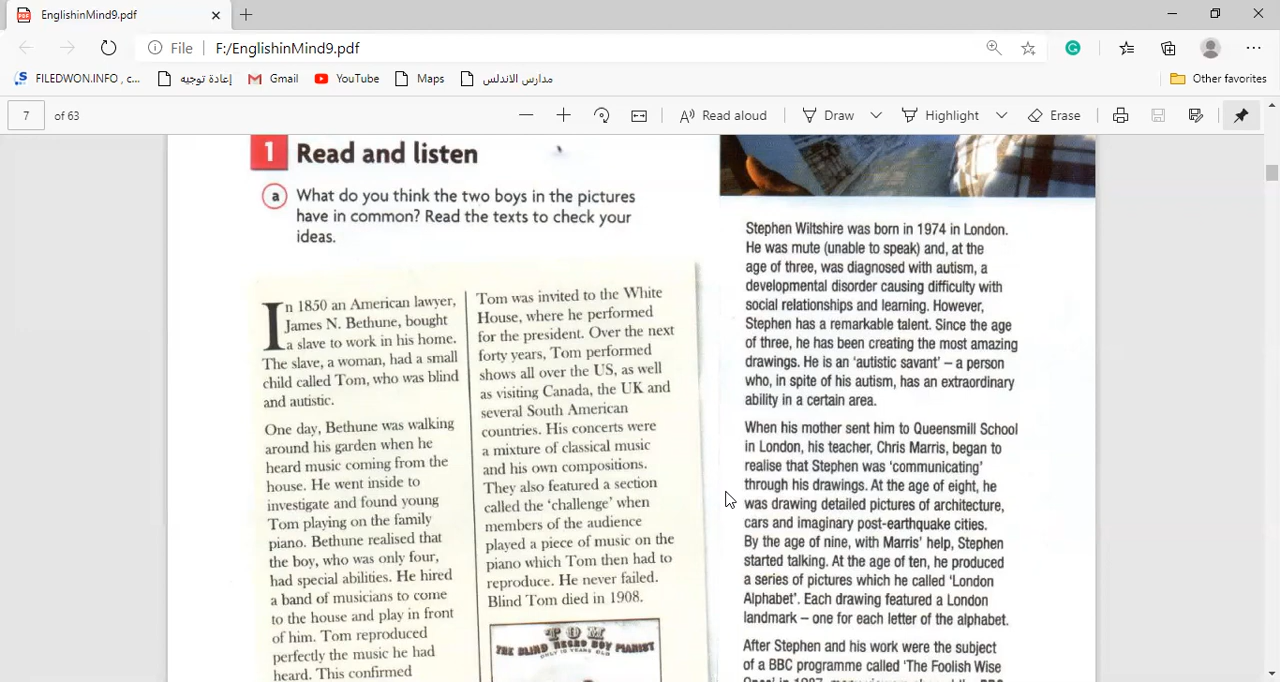 EnglishinMind9.pdf
File
F:/EnglishinMind9.pdf
FILEDWON.INFO , c...
إعادة توجيه
Gmail
YouTube
Maps
مدارس الاندلس
Other favorites
7 of 63
Read aloud
Draw
Highlight
Erase
1 Read and listen
a What do you think the two boys in the pictures
have in common? Read the texts to check your
ideas.
In 1850 an American lawyer,
James N. Bethune, bought
a slave to work in his home.
The slave, a woman, had a small
child called Tom, who was blind
and autistic.
One day, Bethune was walking
around his garden when he
heard music coming from the
house. He went inside to
investigate and found young
Tom playing on the family
piano. Bethune realised that
the boy, who was only four,
had special abilities. He hired
a band of musicians to come
to the house and play in front
of him. Tom reproduced
perfectly the music he had
heard. This confirmed
Tom was invited to the White
House, where he performed
for the president. Over the next
forty years, Tom performed
shows all over the US, as well
as visiting Canada, the UK and
several South American
countries. His concerts were
a mixture of classical music
and his own compositions.
They also featured a section
called the 'challenge' when
members of the audience
played a piece of music on the
piano which Tom then had to
reproduce. He never failed.
Blind Tom died in 1908.
TOM
THE BLIND NEGRO BOY PIANIST
ONLY 10 YEARS OLD
Stephen Wiltshire was born in 1974 in London.
He was mute (unable to speak) and, at the
age of three, was diagnosed with autism, a
developmental disorder causing difficulty with
social relationships and learning. However,
Stephen has a remarkable talent. Since the age
of three, he has been creating the most amazing
drawings. He is an 'autistic savant' – a person
who, in spite of his autism, has an extraordinary
ability in a certain area.
When his mother sent him to Queensmill School
in London, his teacher, Chris Marris, began to
realise that Stephen was 'communicating'
through his drawings. At the age of eight, he
was drawing detailed pictures of architecture,
cars and imaginary post-earthquake cities.
By the age of nine, with Marris' help, Stephen
started talking. At the age of ten, he produced
a series of pictures which he called 'London
Alphabet'. Each drawing featured a London
landmark – one for each letter of the alphabet.
After Stephen and his work were the subject
of a BBC programme called 'The Foolish Wise